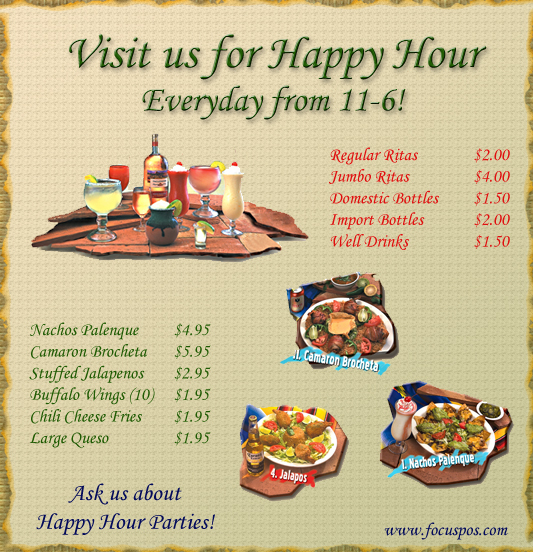 Visit us for Happy Hour
Everyday from 11-6!
Regular Ritas $2.00
Jumbo Ritas $4.00
Domestic Bottles $1.50
Import Bottles $2.00
Well Drinks $1.50
.1. Camaron Brocheta
Nachos Palenque $4.95
Camaron Brocheta $5.95
Stuffed Jalapenos $2.95
Buffalo Wings (10) $1.95
Chili Cheese Fries $1.95
Large Queso $1.95
4. Jalapos
1. Nachos Palenque
Ask us about
Happy Hour Parties!
www.focuspos.com